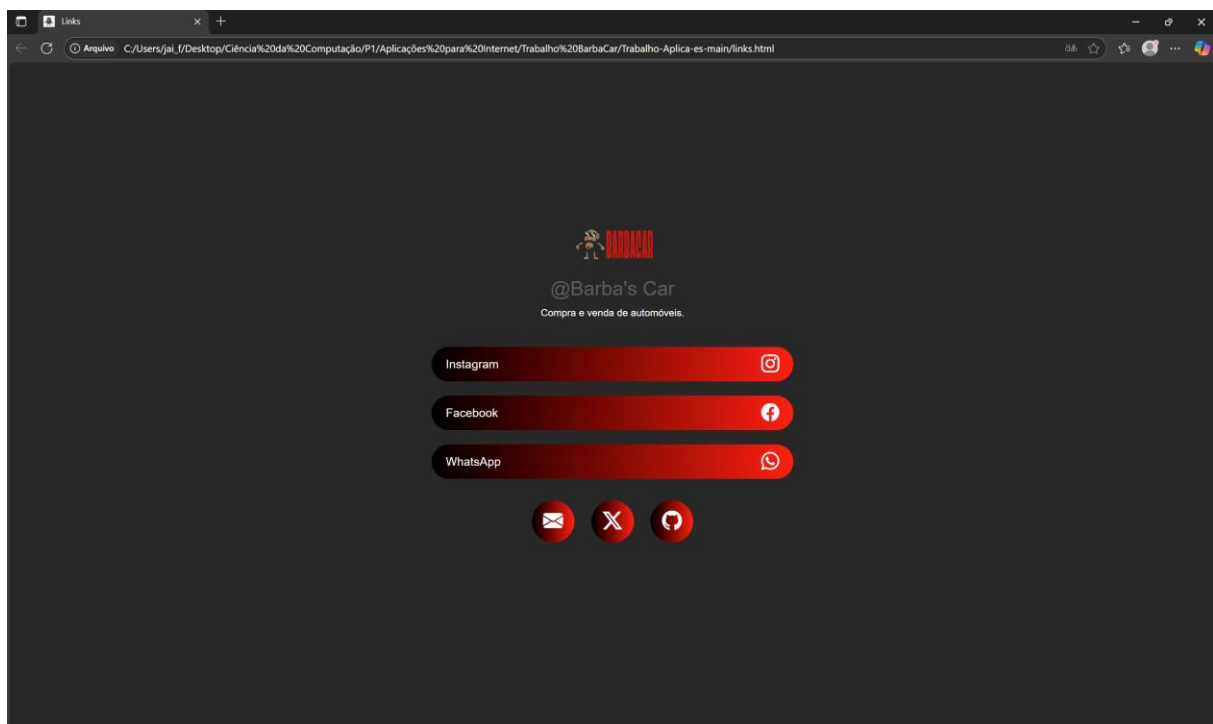 Links
Arquivo C:/Users/jai_f/Desktop/Ciência%20da%20Computação/P1/Aplicações%20para%20Internet/Trabalho%20BarbaCar/Trabalho-Aplica-es-main/links.html
BARBACAR
@Barba's Car
Compra e venda de automóveis.
Instagram
Facebook
WhatsApp